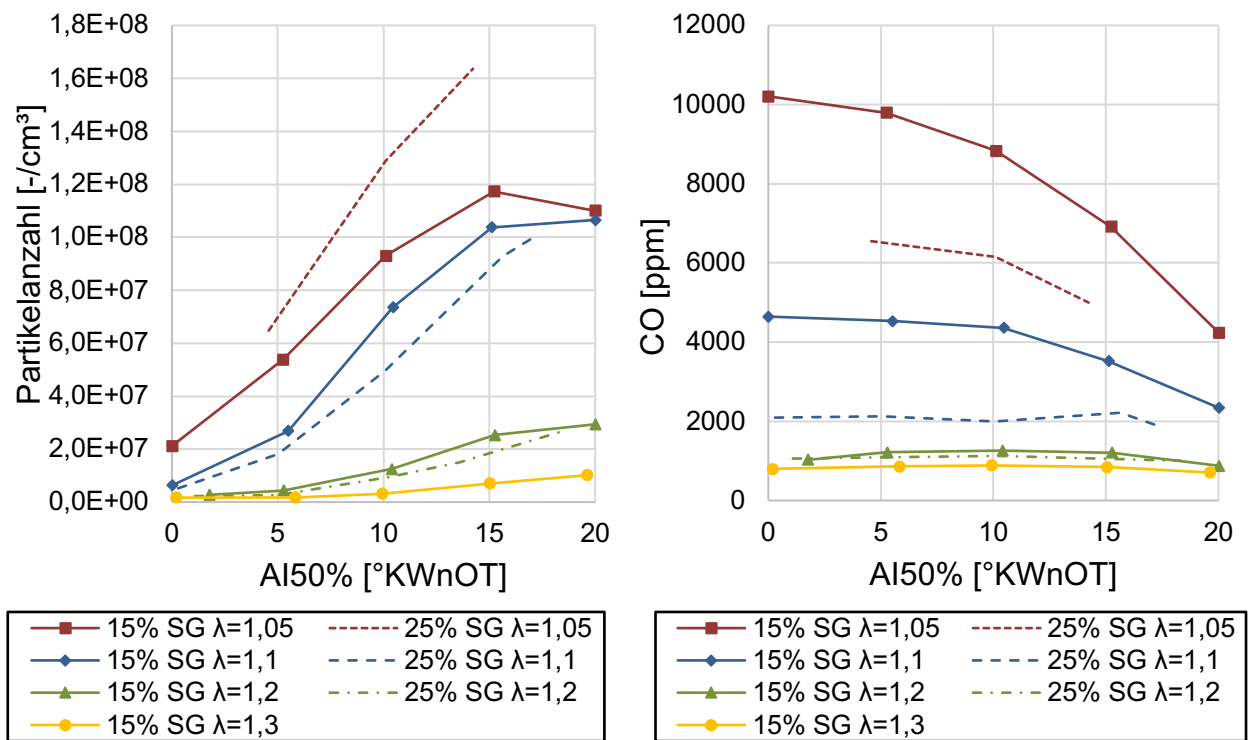 Partikelanzahl [-/cm³]
1,8E+08
1,6E+08
1,4E+08
1,2E+08
1,0E+08
8,0E+07
6,0E+07
4,0E+07
2,0E+07
0,0E+00
0 5 10 15 20
AI50% [°KWnOT]
15% SG λ=1,05 25% SG λ=1,05
15% SG λ=1,1 25% SG λ=1,1
15% SG λ=1,2 25% SG λ=1,2
15% SG λ=1,3
CO [ppm]
12000
10000
8000
6000
4000
2000
0
0 5 10 15 20
AI50% [°KWnOT]
15% SG λ=1,05 25% SG λ=1,05
15% SG λ=1,1 25% SG λ=1,1
15% SG λ=1,2 25% SG λ=1,2
15% SG λ=1,3